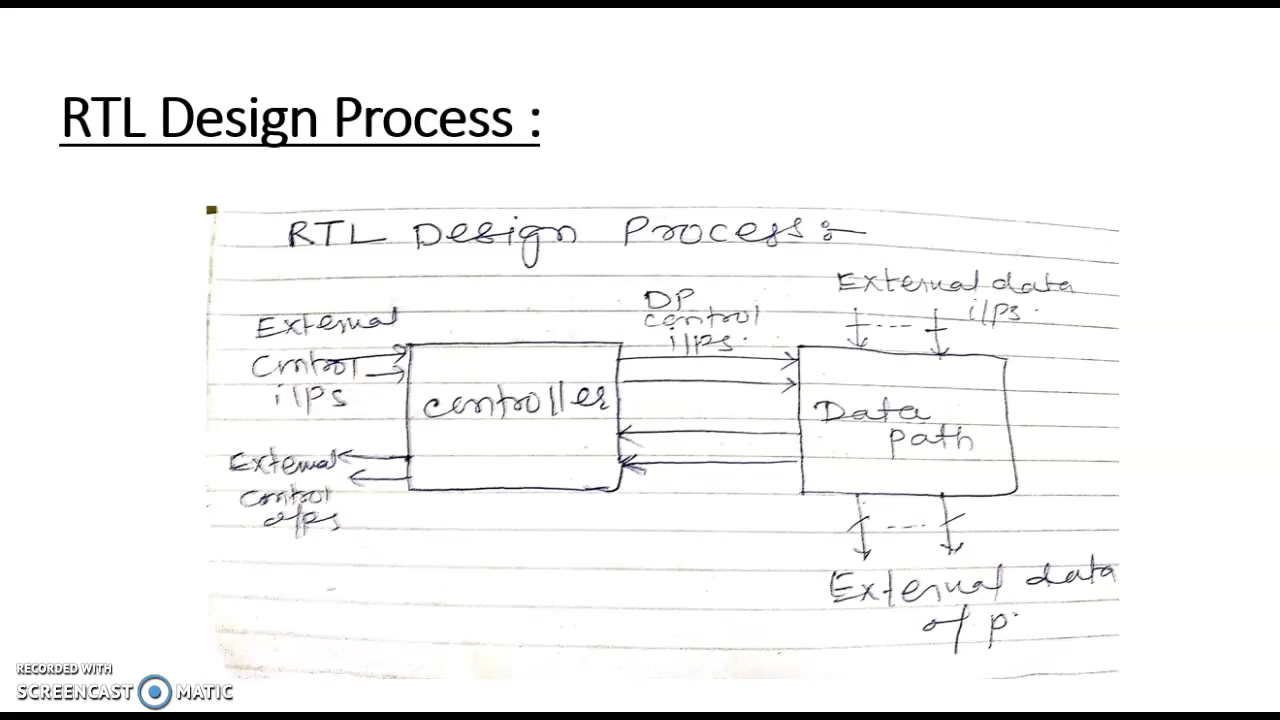 RTL Design Process :
RTL Design Process :-
External data
i/ps.
DP
control
i/ps.
External
Control
i/ps
controller
Data
path
External
control
o/ps
External data
o/p.
RECORDED WITH
SCREENCAST MATIC